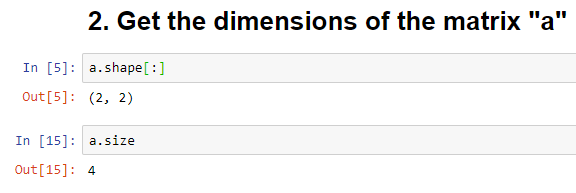 2. Get the dimensions of the matrix "a"
In [5]: a.shape[:]
Out[5]: (2, 2)
In [15]: a.size
Out[15]: 4